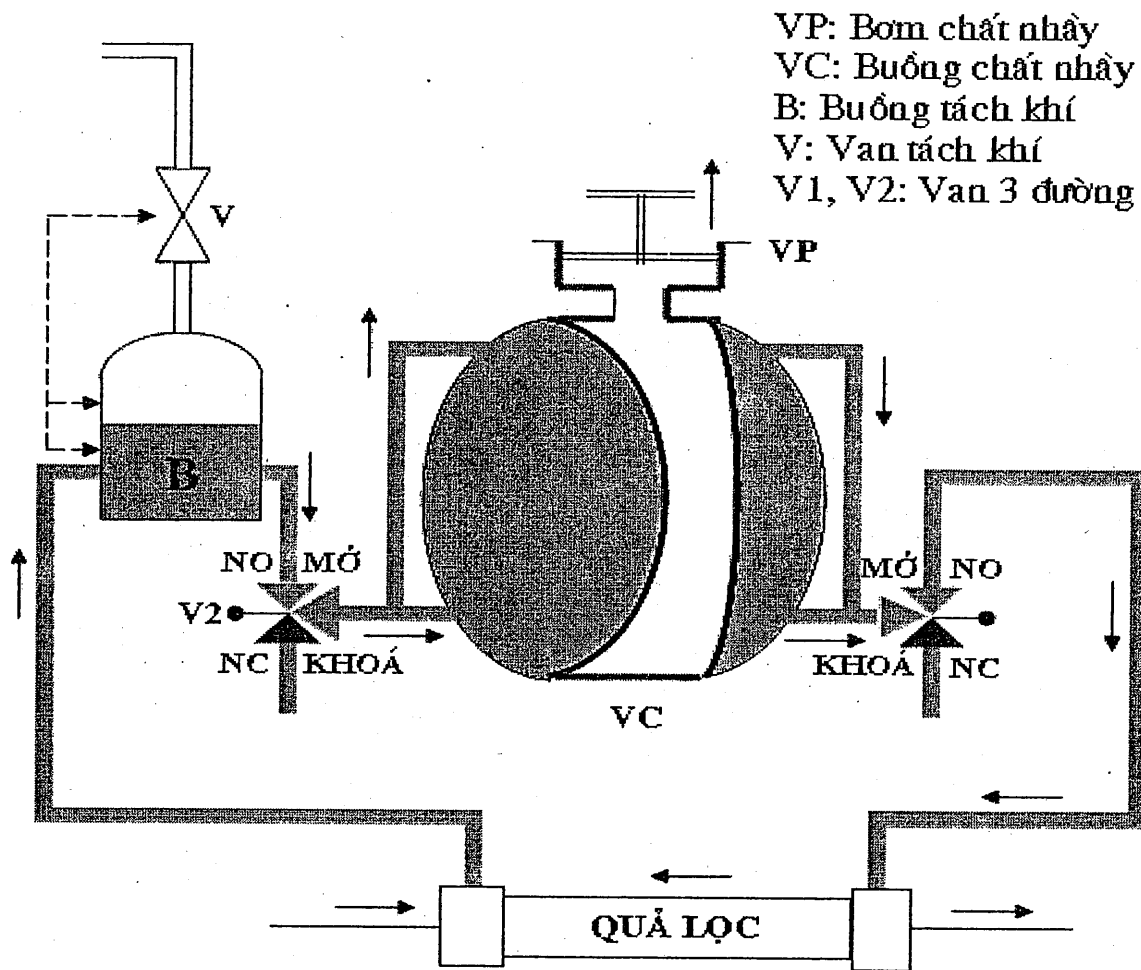 VP: Bơm chất nhầy
VC: Buồng chất nhầy
B: Buồng tách khí
V: Van tách khí
V1, V2: Van 3 đường
V
VP
B
NO MỞ
MỞ NO
V2
NC KHOÁ
KHOÁ NC
VC
QUẢ LỌC